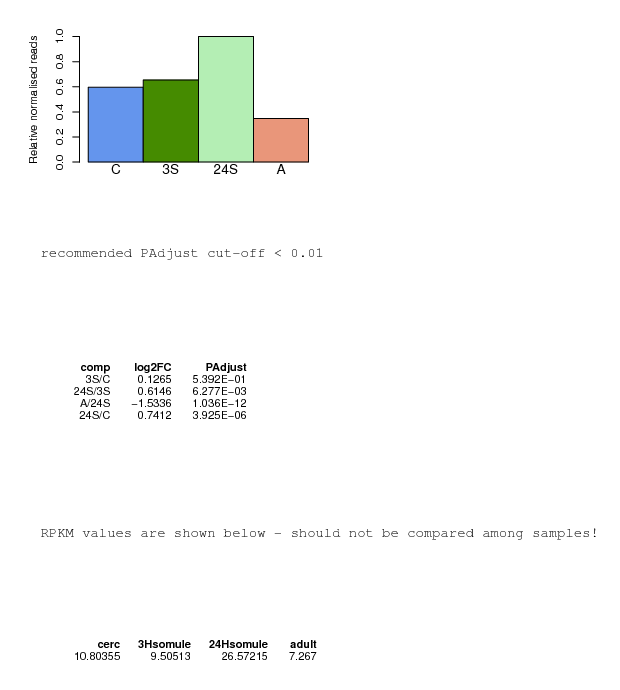 Relative normalised reads
1.0
0.8
0.6
0.4
0.2
0.0
C 3S 24S A
recommended PAdjust cut-off < 0.01
comp log2FC PAdjust
3S/C 0.1265 5.392E-01
24S/3S 0.6146 6.277E-03
A/24S -1.5336 1.036E-12
24S/C 0.7412 3.925E-06
RPKM values are shown below - should not be compared among samples!
cerc 3Hsomule 24Hsomule adult
10.80355 9.50513 26.57215 7.267